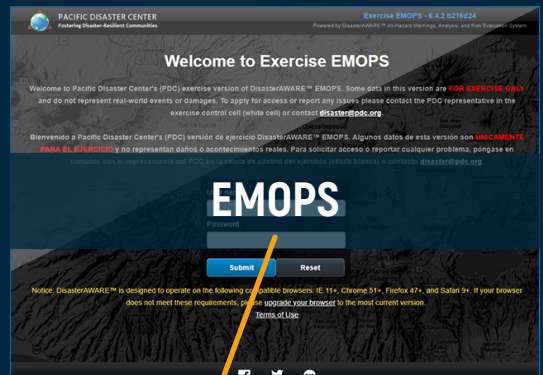 PACIFIC DISASTER CENTER
Fostering Disaster-Resilient Communities
Exercise EMOPS - 6.4.2 b216d24
Powered by DisasterAWARE™ All-Hazard Warnings, Analysis, and Risk Evaluation System
Welcome to Exercise EMOPS
Welcome to Pacific Disaster Center's (PDC) exercise version of DisasterAWARE™ EMOPS. Some data in this version are FOR EXERCISE ONLY
and do not represent real-world events or damages. To apply for access or report any issues please contact the PDC representative in the
exercise control cell (white cell) or contact disaster@pdc.org.
Bienvenido a Pacific Disaster Center's (PDC) versión de ejercicio DisasterAWARE™ EMOPS. Algunos datos de esta versión son ÚNICAMENTE
PARA EL EJERCICIO y no representan daños o acontecimientos reales. Para solicitar acceso o reportar cualquier problema, póngase en
contacto con el representante del PDC en la célula de control del ejercicio (célula blanca) o contacto disaster@pdc.org.
EMOPS
Password:
Submit Reset
Notice: DisasterAWARE™ is designed to operate on the following compatible browsers: IE 11+, Chrome 51+, Firefox 47+, and Safari 9+. If your browser
does not meet these requirements, please upgrade your browser to the most current version.
Terms of Use